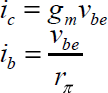 i_c = g_m v_be
i_b = v_be / r_π